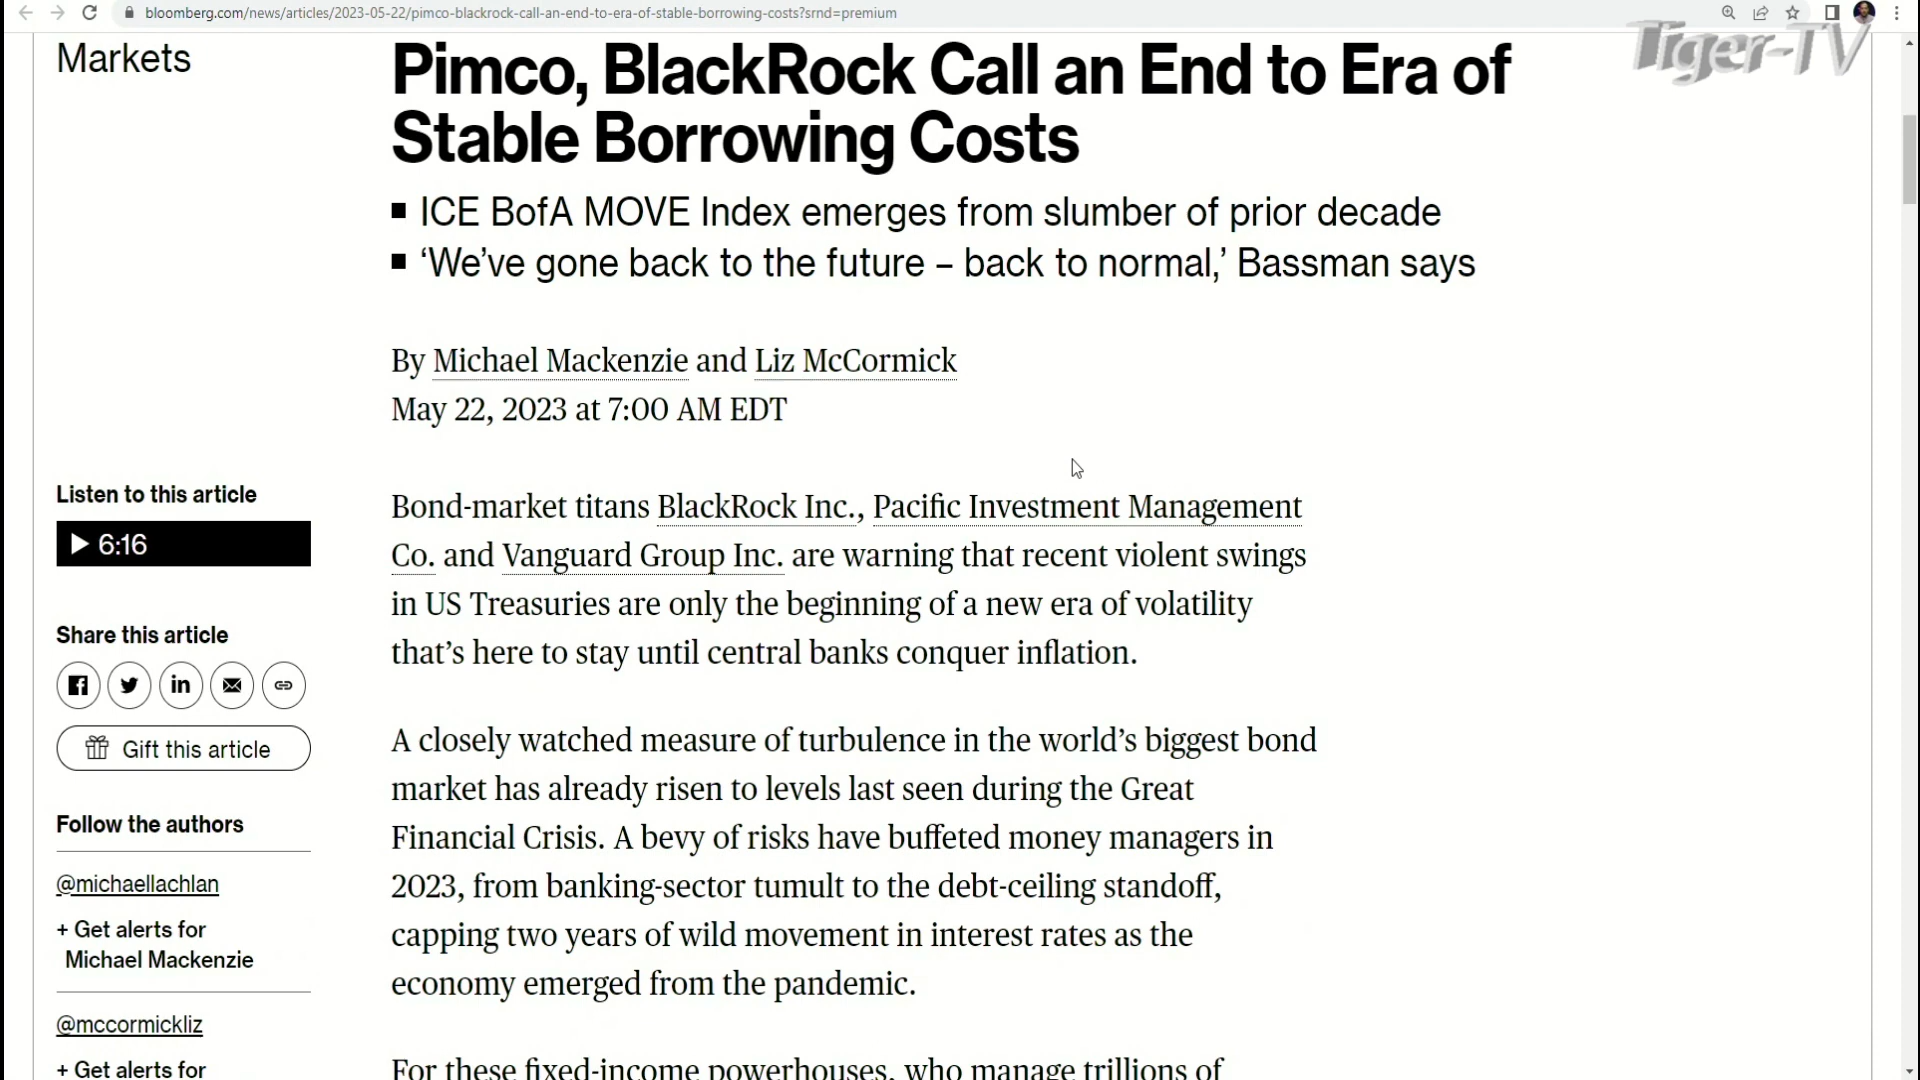 bloomberg.com/news/articles/2023-05-22/pimco-blackrock-call-an-end-to-era-of-stable-borrowing-costs?srnd=premium
Tiger-TV
Markets
Pimco, BlackRock Call an End to Era of
Stable Borrowing Costs
■ ICE BofA MOVE Index emerges from slumber of prior decade
■ ‘We’ve gone back to the future – back to normal,’ Bassman says
By Michael Mackenzie and Liz McCormick
May 22, 2023 at 7:00 AM EDT
Listen to this article
6:16
Share this article
Gift this article
Follow the authors
@michaellachlan
+ Get alerts for
Michael Mackenzie
@mccormickliz
+ Get alerts for
Bond-market titans BlackRock Inc., Pacific Investment Management
Co. and Vanguard Group Inc. are warning that recent violent swings
in US Treasuries are only the beginning of a new era of volatility
that’s here to stay until central banks conquer inflation.
A closely watched measure of turbulence in the world’s biggest bond
market has already risen to levels last seen during the Great
Financial Crisis. A bevy of risks have buffeted money managers in
2023, from banking-sector tumult to the debt-ceiling standoff,
capping two years of wild movement in interest rates as the
economy emerged from the pandemic.
For these fixed-income powerhouses, who manage trillions of